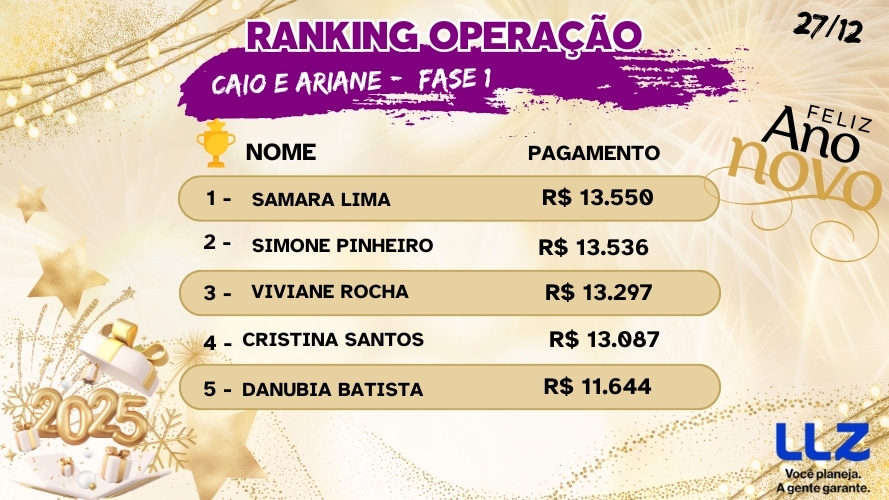 RANKING OPERAÇÃO
27/12
CAIO E ARIANE - FASE 1
FELIZ
Ano
novo
NOME PAGAMENTO
1 - SAMARA LIMA R$ 13.550
2 - SIMONE PINHEIRO R$ 13.536
3 - VIVIANE ROCHA R$ 13.297
4 - CRISTINA SANTOS R$ 13.087
5 - DANUBIA BATISTA R$ 11.644
2025
LLZ
Você planeja.
A gente garante.